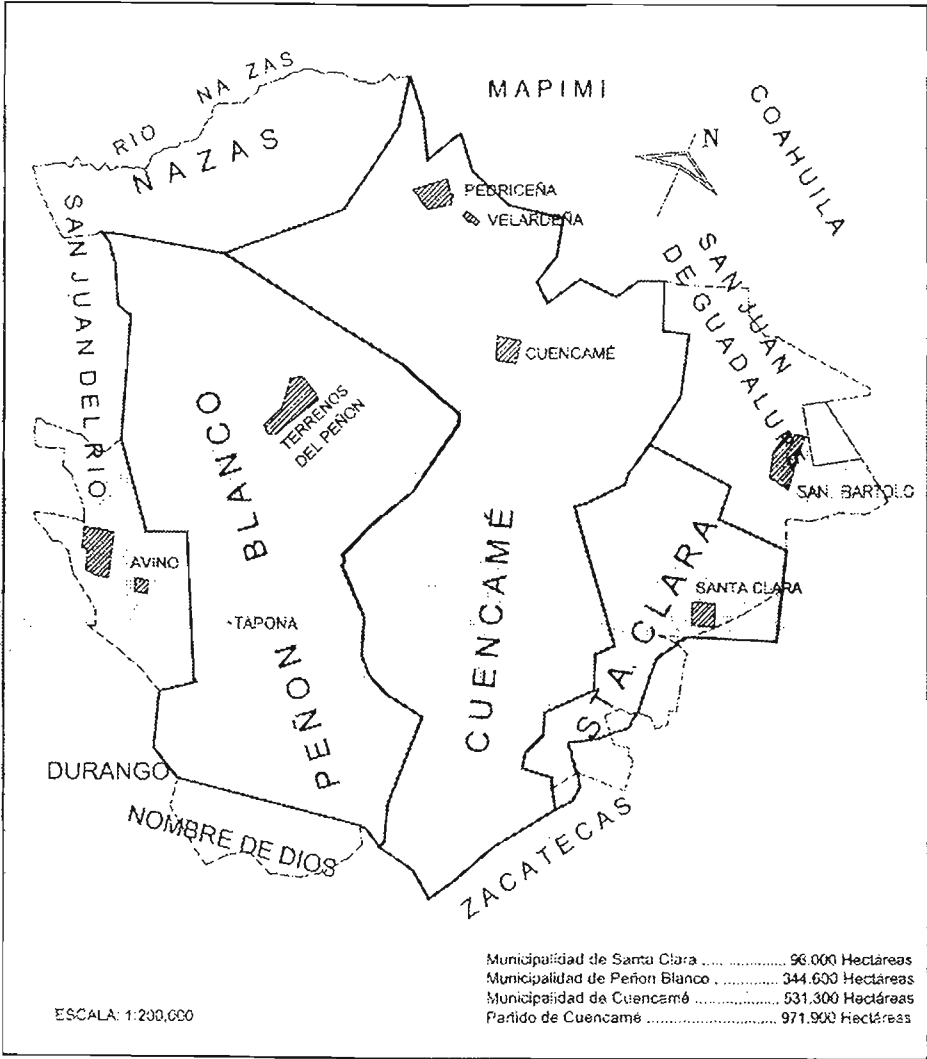 MAPIMI
COAHUILA
RIO NAZAS
NAZAS
N
PEDRICEÑA
VELARDEÑA
SAN JUAN DEL RIO
SAN JUAN
DE GUADALUPE
CUENCAMÉ
TERRENOS
DEL PEÑON
PEÑON BLANCO
SAN. BARTOLO
CUENCAMÉ
AVINO
SANTA CLARA
STA. CLARA
TAPONA
DURANGO
NOMBRE DE DIOS
ZACATECAS
Municipalidad de Santa Clara .................. 96.000 Hectáreas
Municipalidad de Peñon Blanco . ............ 344.600 Hectáreas
Municipalidad de Cuencamé .................. 531.300 Hectáreas
Partido de Cuencamé ........................... 971.900 Hectáreas
ESCALA: 1:200,000